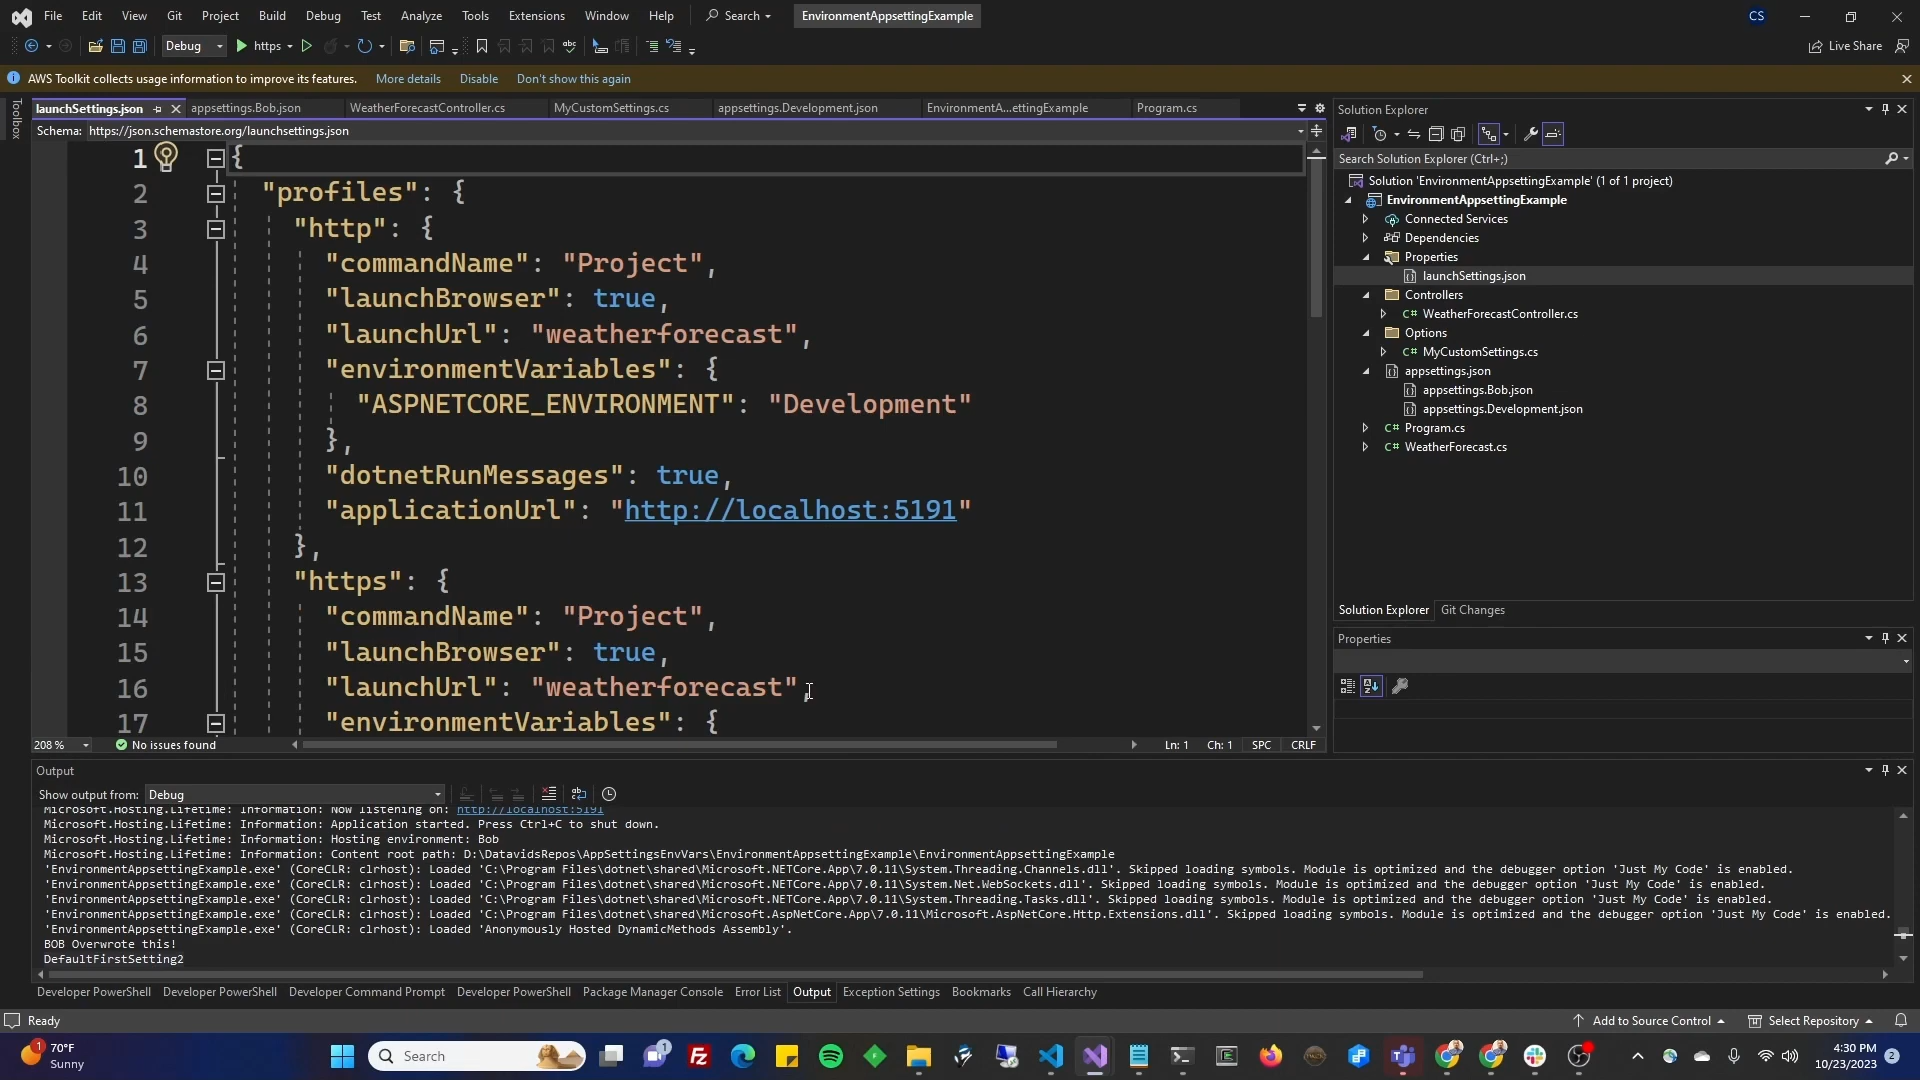 File Edit View Git Project Build Debug Test Analyze Tools Extensions Window Help Search EnvironmentAppsettingExample CS
Debug https Live Share
AWS Toolkit collects usage information to improve its features. More details Disable Don't show this again
Toolbox
launchSettings.json appsettings.Bob.json WeatherForecastController.cs MyCustomSettings.cs appsettings.Development.json EnvironmentA...ettingExample Program.cs
Schema: https://json.schemastore.org/launchsettings.json
1 {
2 "profiles": {
3 "http": {
4 "commandName": "Project",
5 "launchBrowser": true,
6 "launchUrl": "weatherforecast",
7 "environmentVariables": {
8 "ASPNETCORE_ENVIRONMENT": "Development"
9 },
10 "dotnetRunMessages": true,
11 "applicationUrl": "http://localhost:5191"
12 },
13 "https": {
14 "commandName": "Project",
15 "launchBrowser": true,
16 "launchUrl": "weatherforecast",
17 "environmentVariables": {
208 % No issues found Ln: 1 Ch: 1 SPC CRLF
Solution Explorer
Search Solution Explorer (Ctrl+;)
Solution 'EnvironmentAppsettingExample' (1 of 1 project)
EnvironmentAppsettingExample
Connected Services
Dependencies
Properties
launchSettings.json
Controllers
C# WeatherForecastController.cs
Options
C# MyCustomSettings.cs
appsettings.json
appsettings.Bob.json
appsettings.Development.json
C# Program.cs
C# WeatherForecast.cs
Solution Explorer Git Changes
Properties
Output
Show output from: Debug
Microsoft.Hosting.Lifetime: Information: Now listening on: http://localhost:5191
Microsoft.Hosting.Lifetime: Information: Application started. Press Ctrl+C to shut down.
Microsoft.Hosting.Lifetime: Information: Hosting environment: Bob
Microsoft.Hosting.Lifetime: Information: Content root path: D:\DatavidsRepos\AppSettingsEnvVars\EnvironmentAppsettingExample\EnvironmentAppsettingExample
'EnvironmentAppsettingExample.exe' (CoreCLR: clrhost): Loaded 'C:\Program Files\dotnet\shared\Microsoft.NETCore.App\7.0.11\System.Threading.Channels.dll'. Skipped loading symbols. Module is optimized and the debugger option 'Just My Code' is enabled.
'EnvironmentAppsettingExample.exe' (CoreCLR: clrhost): Loaded 'C:\Program Files\dotnet\shared\Microsoft.NETCore.App\7.0.11\System.Net.WebSockets.dll'. Skipped loading symbols. Module is optimized and the debugger option 'Just My Code' is enabled.
'EnvironmentAppsettingExample.exe' (CoreCLR: clrhost): Loaded 'C:\Program Files\dotnet\shared\Microsoft.NETCore.App\7.0.11\System.Threading.Tasks.dll'. Skipped loading symbols. Module is optimized and the debugger option 'Just My Code' is enabled.
'EnvironmentAppsettingExample.exe' (CoreCLR: clrhost): Loaded 'C:\Program Files\dotnet\shared\Microsoft.AspNetCore.App\7.0.11\Microsoft.AspNetCore.Http.Extensions.dll'. Skipped loading symbols. Module is optimized and the debugger option 'Just My Code' is enabled.
'EnvironmentAppsettingExample.exe' (CoreCLR: clrhost): Loaded 'Anonymously Hosted DynamicMethods Assembly'.
BOB Overwrote this!
DefaultFirstSetting2
Developer PowerShell Developer PowerShell Developer Command Prompt Developer PowerShell Package Manager Console Error List Output Exception Settings Bookmarks Call Hierarchy
Ready Add to Source Control Select Repository
1 70°F
Sunny
Search
1
4:30 PM
10/23/2023
2